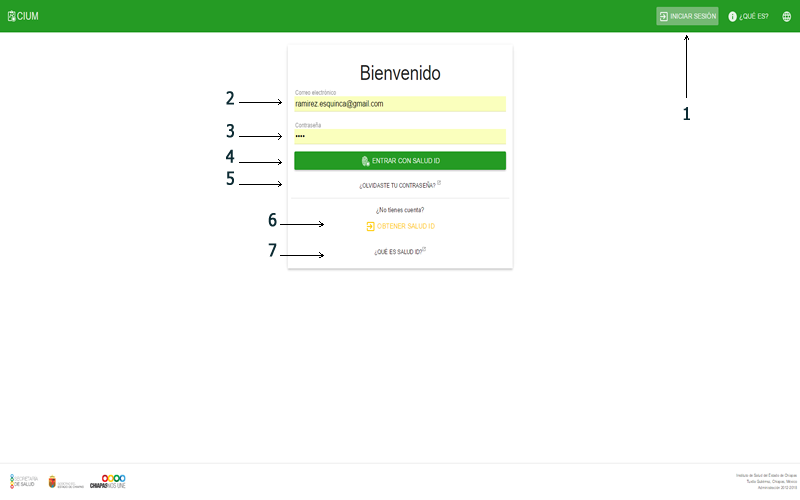 CIUM
INICIAR SESIÓN
¿QUÉ ES?
1
Bienvenido
Correo electrónico
2
ramirez.esquinca@gmail.com
Contraseña
3
••••
4
ENTRAR CON SALUD ID
5
¿OLVIDASTE TU CONTRASEÑA?
¿No tienes cuenta?
6
OBTENER SALUD ID
7
¿QUÉ ES SALUD ID?
SECRETARÍA
DE SALUD
CHIAPASNOS UNE
Instituto de Salud del Estado de Chiapas
Tuxtla Gutiérrez, Chiapas, México
Administración 2012-2018